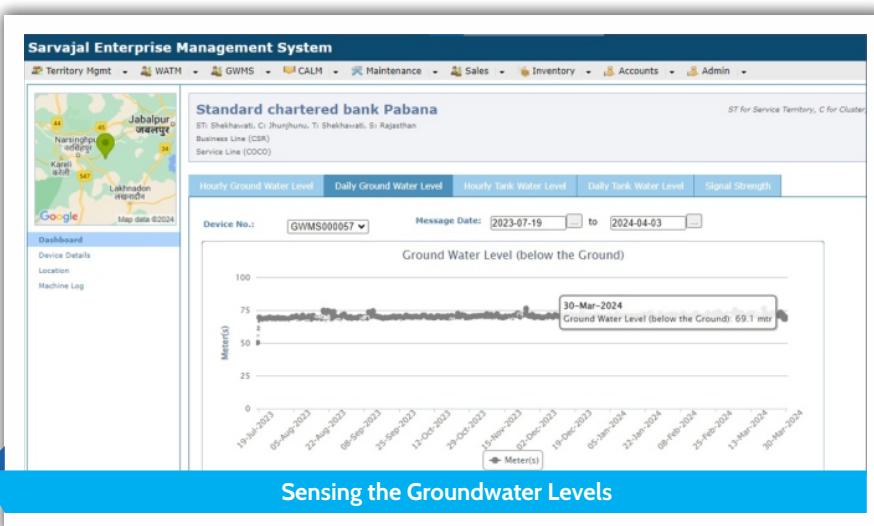 Sarvajal Enterprise Management System
Territory Mgmt WATM GWMS CALM Maintenance Sales Inventory Accounts Admin
44
45
Jabalpur
जबलपुर
Narsinghpu
34
Kareli
करेली
547
Lakhnadon
लखनादौन
Google
Map data ©2024
Dashboard
Device Details
Location
Machine Log
Standard chartered bank Pabana
ST: Shekhawati, C: Jhunjhunu, T: Shekhawati, S: Rajasthan
Business Line (CSR)
Service Line (COCO)
ST for Service Territory, C for Cluster,
Hourly Ground Water Level Daily Ground Water Level Hourly Tank Water Level Daily Tank Water Level Signal Strength
Device No.: GWMS000057 Message Date: 2023-07-19 ... to 2024-04-03 ...
Ground Water Level (below the Ground)
100
75
50
25
0
Meter(s)
30-Mar-2024
Ground Water Level (below the Ground): 69.1 mtr
19-Jul-2023 05-Aug-2023 22-Aug-2023 08-Sep-2023 25-Sep-2023 12-Oct-2023 29-Oct-2023 15-Nov-2023 02-Dec-2023 19-Dec-2023 05-Jan-2024 22-Jan-2024 08-Feb-2024 25-Feb-2024 13-Mar-2024 30-Mar-2024
Meter(s)
Sensing the Groundwater Levels